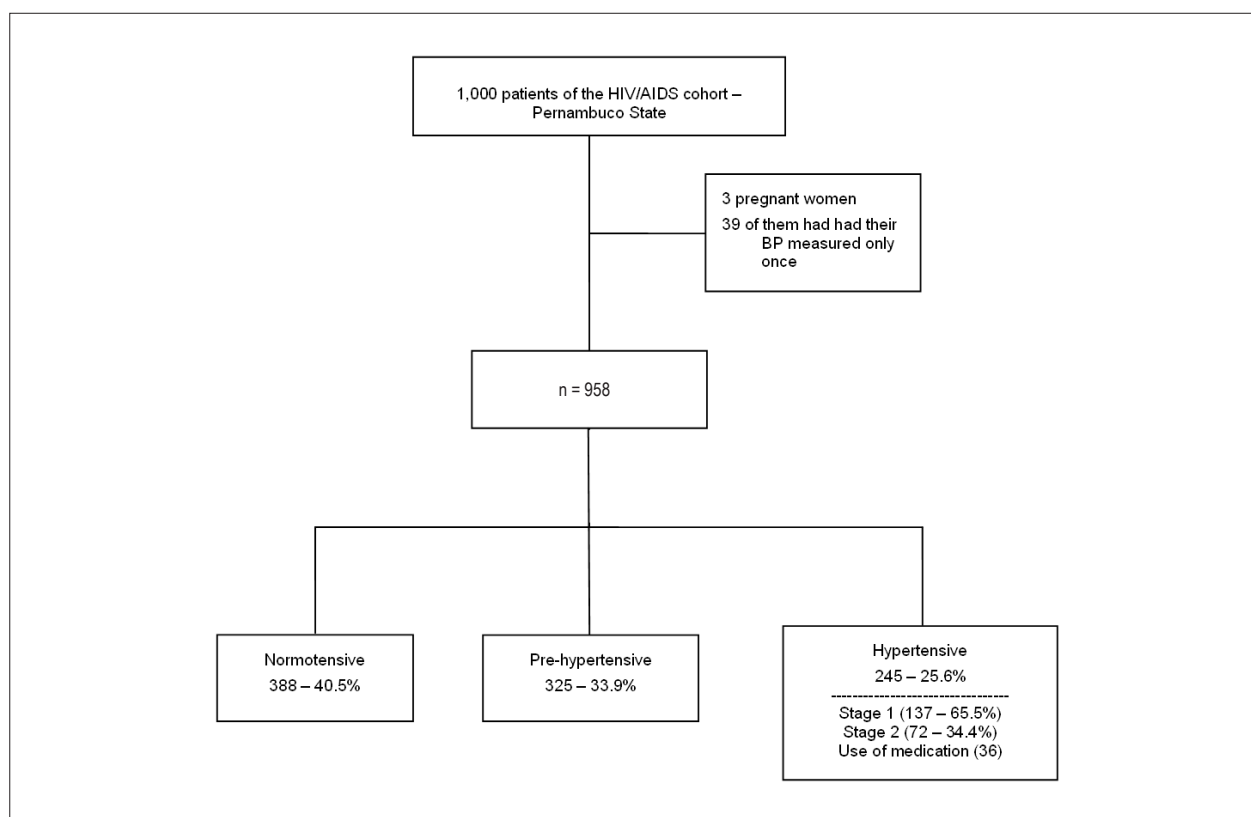 1,000 patients of the HIV/AIDS cohort –
Pernambuco State
3 pregnant women
39 of them had had their
BP measured only
once
n = 958
Normotensive
388 – 40.5%
Pre-hypertensive
325 – 33.9%
Hypertensive
245 – 25.6%
----------------------------------
Stage 1 (137 – 65.5%)
Stage 2 (72 – 34.4%)
Use of medication (36)